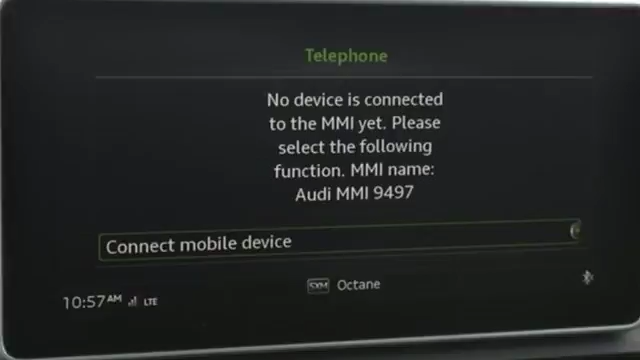 Telephone
No device is connected
to the MMI yet. Please
select the following
function. MMI name:
Audi MMI 9497
Connect mobile device
SXM Octane
10:57AM LTE